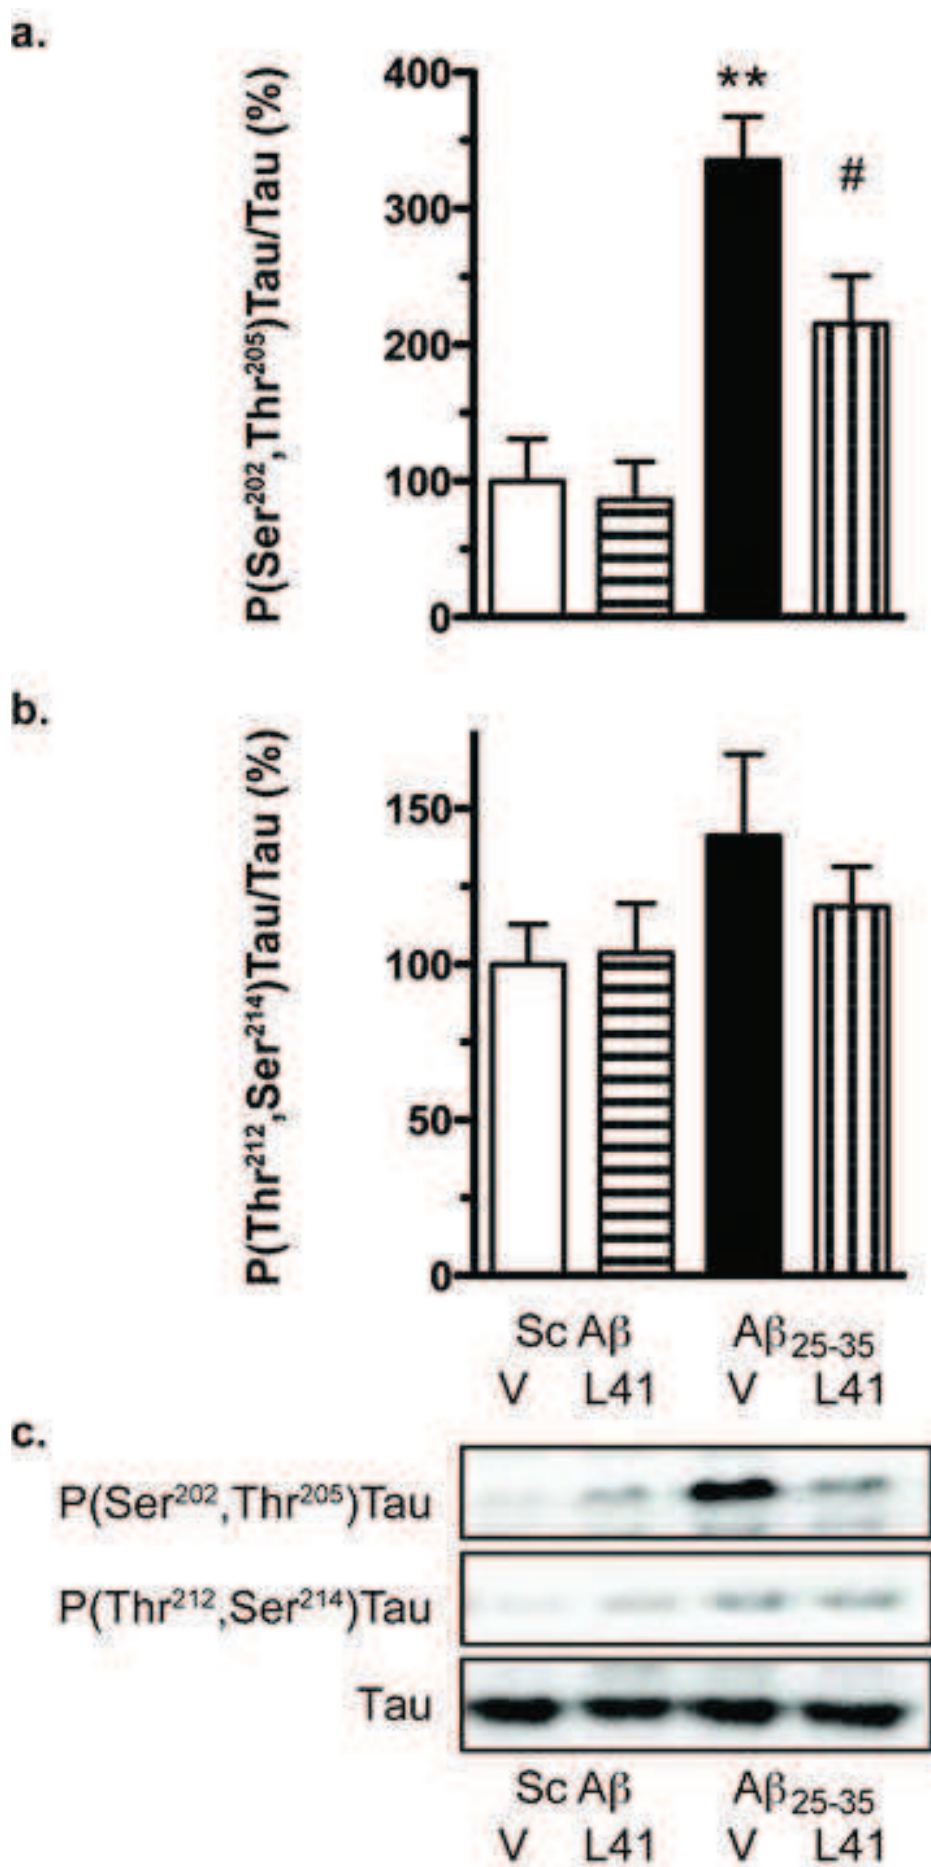 a.
P(Ser202,Thr205)Tau/Tau (%)
400
300
200
100
0
**
#
b.
P(Thr212,Ser214)Tau/Tau (%)
150
100
50
0
Sc Aβ Aβ25-35
V L41 V L41
c.
P(Ser202,Thr205)Tau
P(Thr212,Ser214)Tau
Tau
Sc Aβ Aβ25-35
V L41 V L41